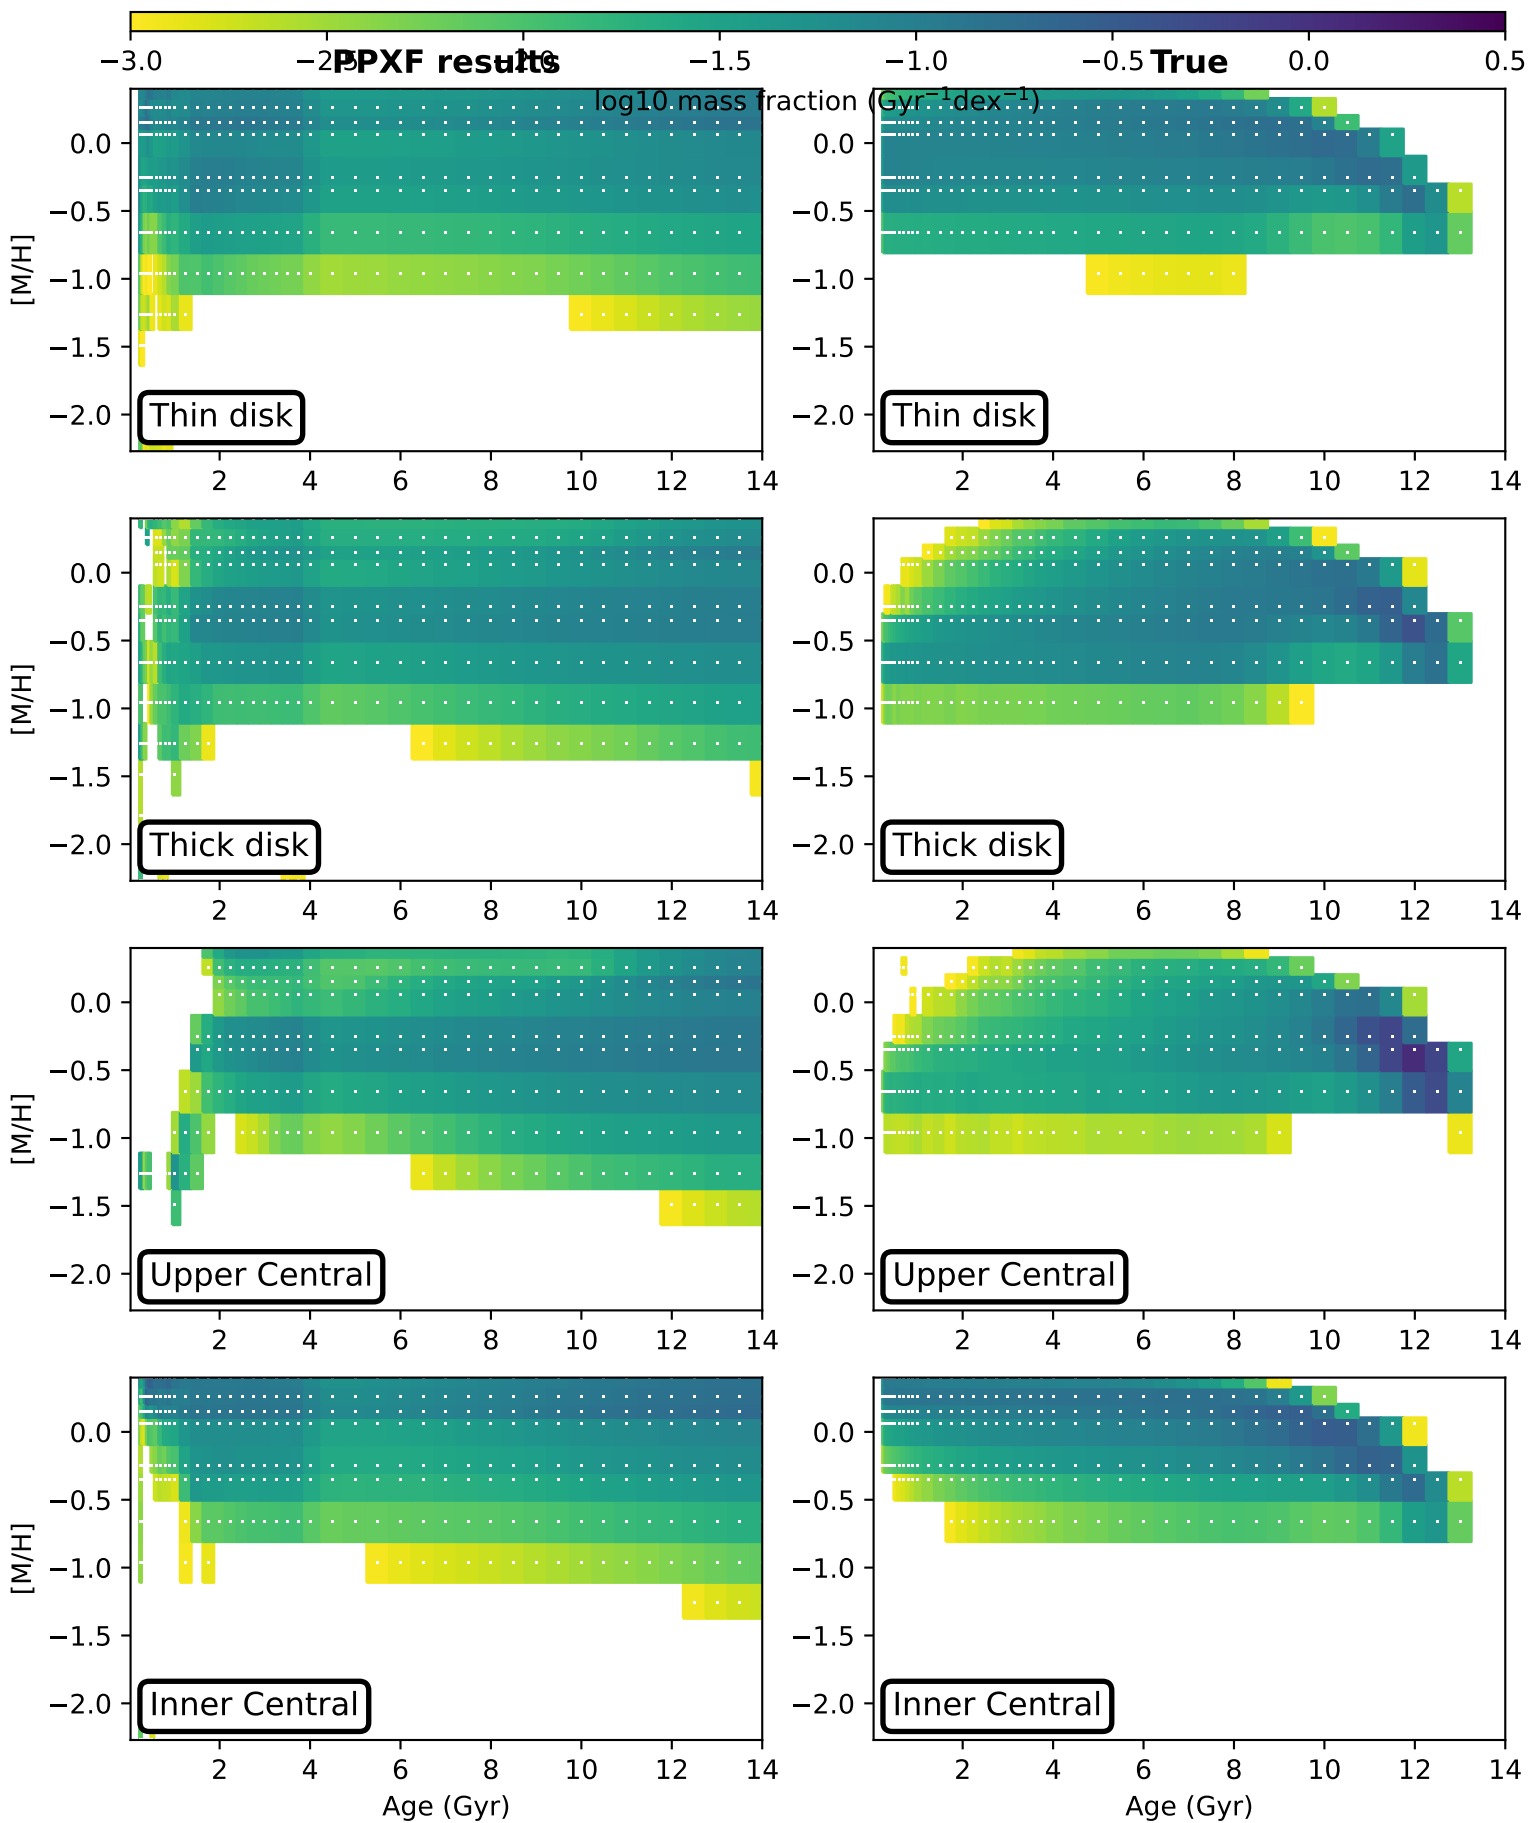 −3.0 −2.5 −2.0 −1.5 −1.0 −0.5 0.0 0.5
PPXF results True
log10 mass fraction (Gyr⁻¹dex⁻¹)
0.0
−0.5
−1.0
−1.5
−2.0
[M/H]
Thin disk
2 4 6 8 10 12 14
0.0
−0.5
−1.0
−1.5
−2.0
Thin disk
2 4 6 8 10 12 14
0.0
−0.5
−1.0
−1.5
−2.0
[M/H]
Thick disk
2 4 6 8 10 12 14
0.0
−0.5
−1.0
−1.5
−2.0
Thick disk
2 4 6 8 10 12 14
0.0
−0.5
−1.0
−1.5
−2.0
[M/H]
Upper Central
2 4 6 8 10 12 14
0.0
−0.5
−1.0
−1.5
−2.0
Upper Central
2 4 6 8 10 12 14
0.0
−0.5
−1.0
−1.5
−2.0
[M/H]
Inner Central
2 4 6 8 10 12 14
Age (Gyr)
0.0
−0.5
−1.0
−1.5
−2.0
Inner Central
2 4 6 8 10 12 14
Age (Gyr)